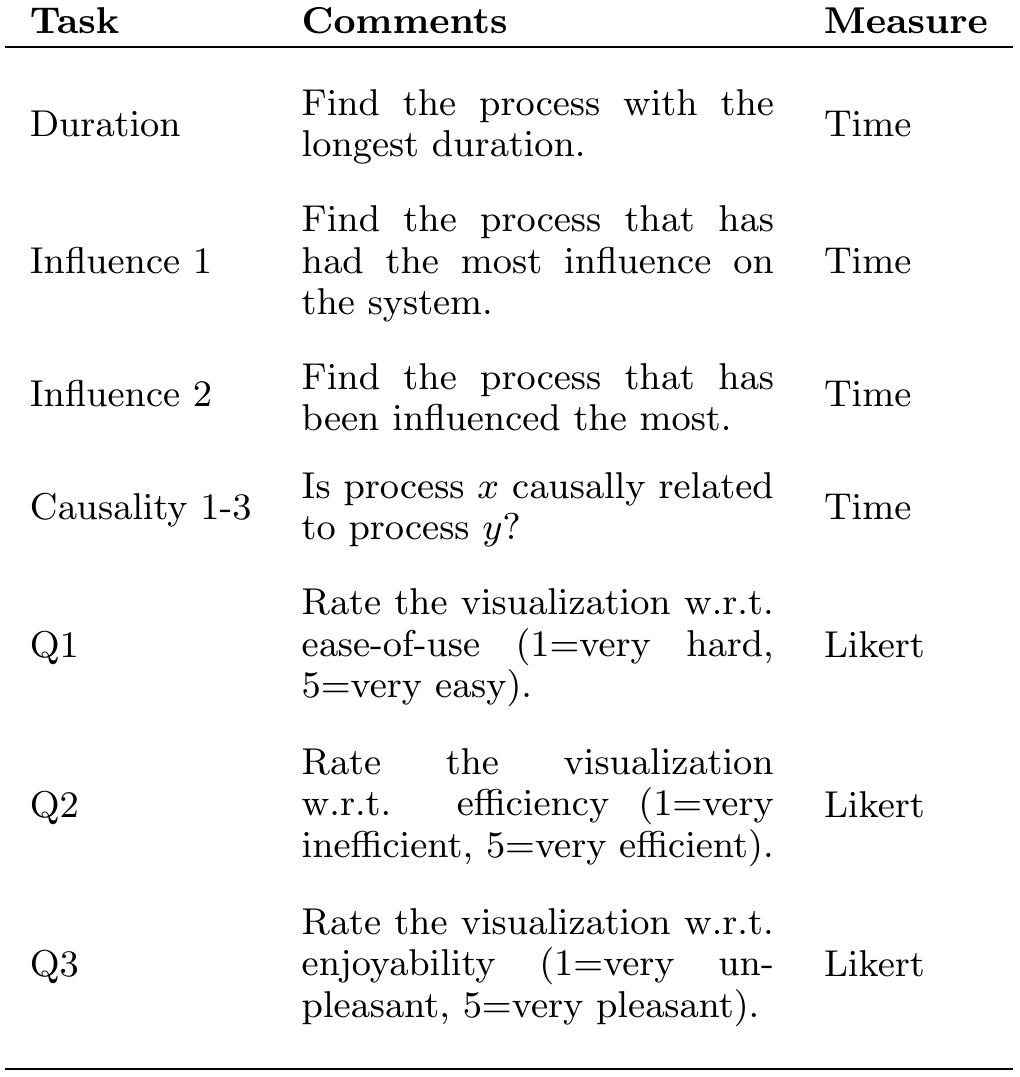 Task Comments Measure
Duration Find the process with the longest duration. Time
Influence 1 Find the process that has had the most influence on the system. Time
Influence 2 Find the process that has been influenced the most. Time
Causality 1-3 Is process x causally related to process y? Time
Q1 Rate the visualization w.r.t. ease-of-use (1=very hard, 5=very easy). Likert
Q2 Rate the visualization w.r.t. efficiency (1=very inefficient, 5=very efficient). Likert
Q3 Rate the visualization w.r.t. enjoyability (1=very un-pleasant, 5=very pleasant). Likert